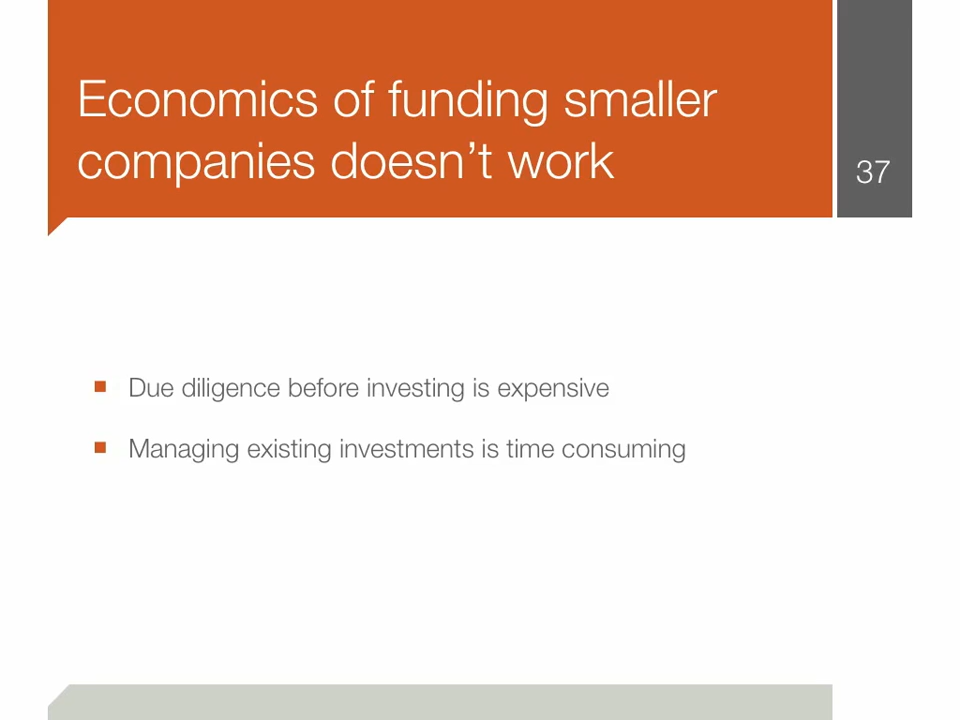 Economics of funding smaller
companies doesn’t work
37
Due diligence before investing is expensive
Managing existing investments is time consuming